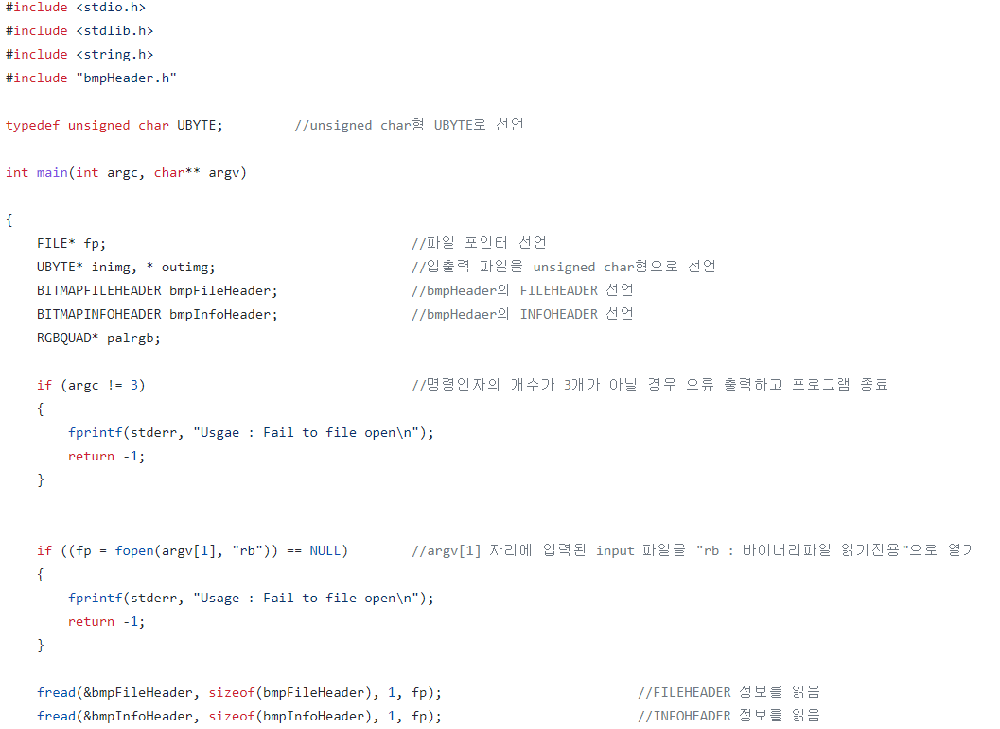 #include <stdio.h>
#include <stdlib.h>
#include <string.h>
#include "bmpHeader.h"
typedef unsigned char UBYTE; //unsigned char형 UBYTE로 선언
int main(int argc, char** argv)
{
FILE* fp; //파일 포인터 선언
UBYTE* inimg, * outimg; //입출력 파일을 unsigned char형으로 선언
BITMAPFILEHEADER bmpFileHeader; //bmpHeader의 FILEHEADER 선언
BITMAPINFOHEADER bmpInfoHeader; //bmpHedaer의 INFOHEADER 선언
RGBQUAD* palrgb;
if (argc != 3) //명령인자의 개수가 3개가 아닐 경우 오류 출력하고 프로그램 종료
{
fprintf(stderr, "Usgae : Fail to file open\n");
return -1;
}
if ((fp = fopen(argv[1], "rb")) == NULL) //argv[1] 자리에 입력된 input 파일을 "rb : 바이너리파일 읽기전용"으로 열기
{
fprintf(stderr, "Usage : Fail to file open\n");
return -1;
}
fread(&bmpFileHeader, sizeof(bmpFileHeader), 1, fp); //FILEHEADER 정보를 읽음
fread(&bmpInfoHeader, sizeof(bmpInfoHeader), 1, fp); //INFOHEADER 정보를 읽음